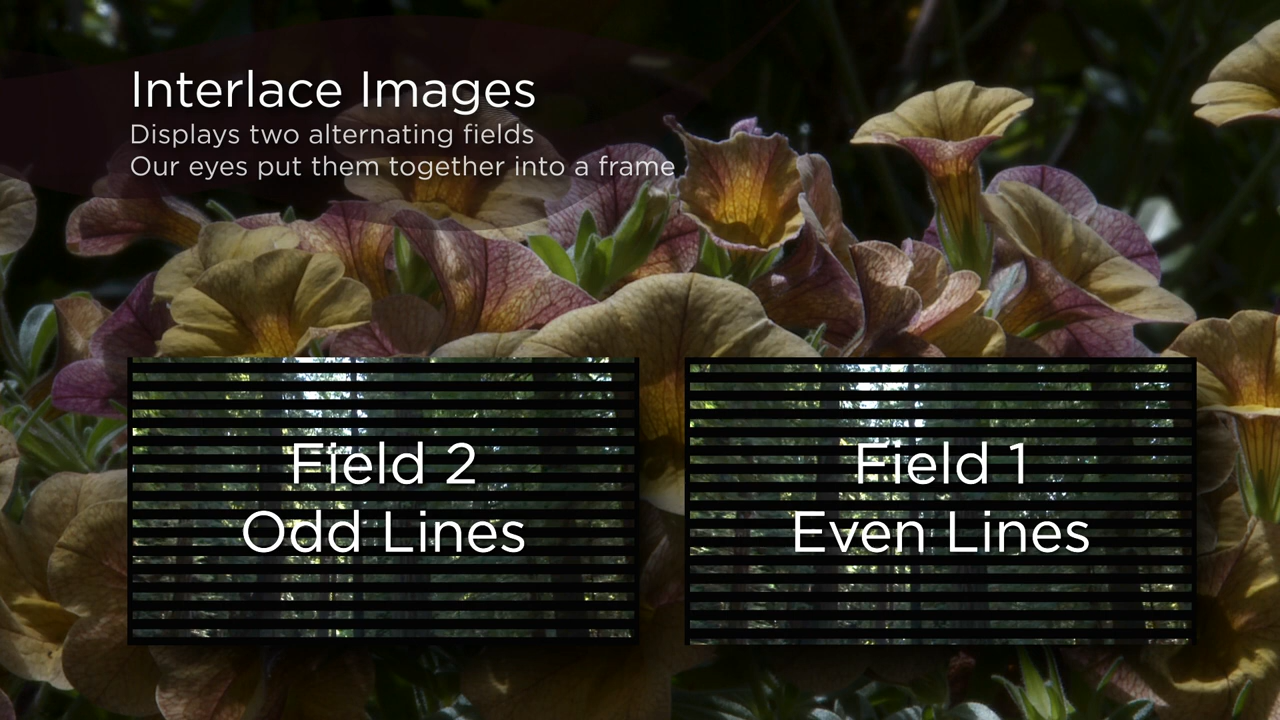 Interlace Images
Displays two alternating fields
Our eyes put them together into a frame
Field 2
Odd Lines
Field 1
Even Lines